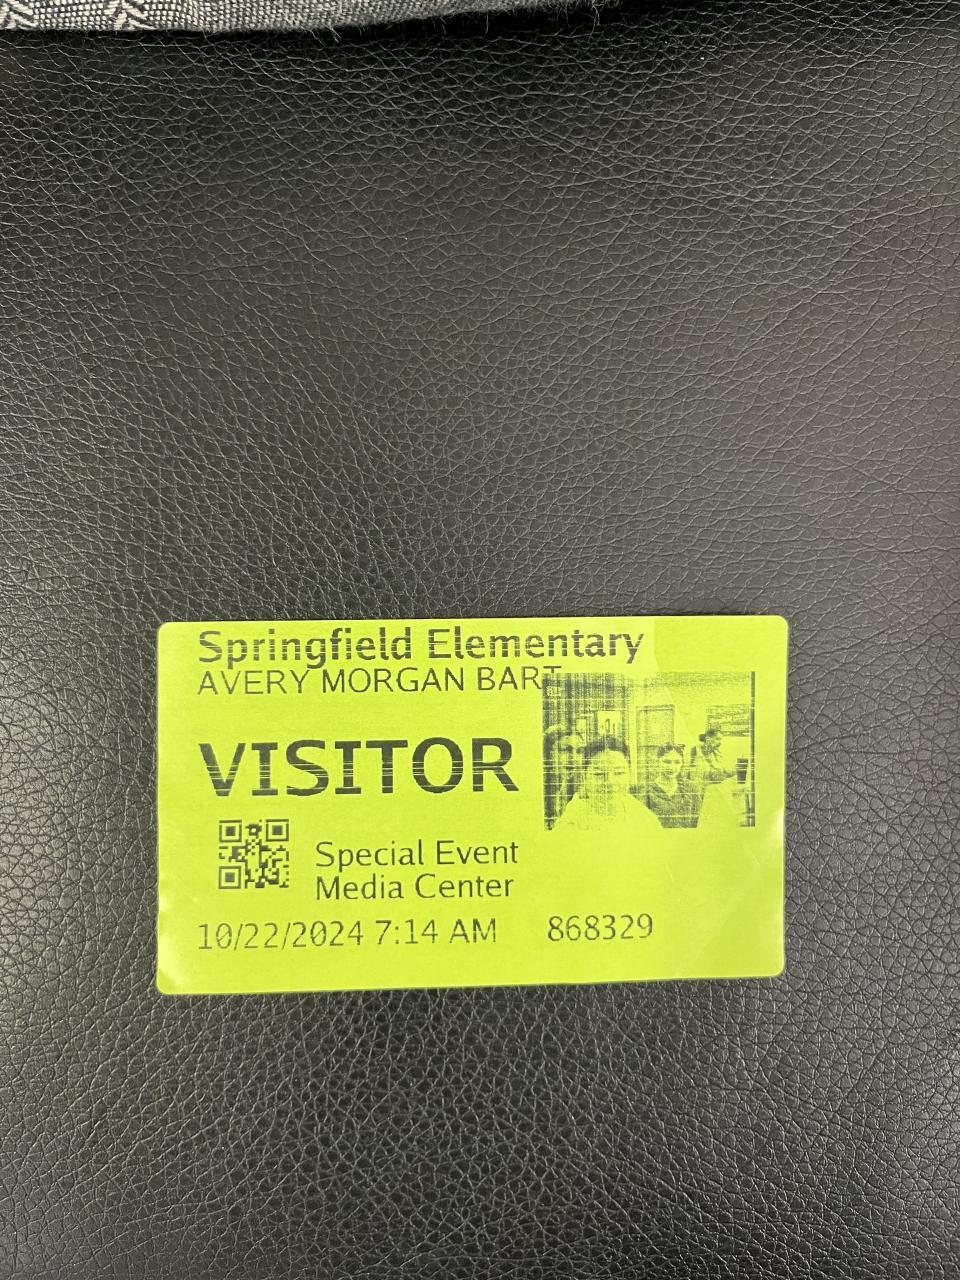 Springfield Elementary
AVERY MORGAN BART
VISITOR
Special Event
Media Center
10/22/2024 7:14 AM 868329